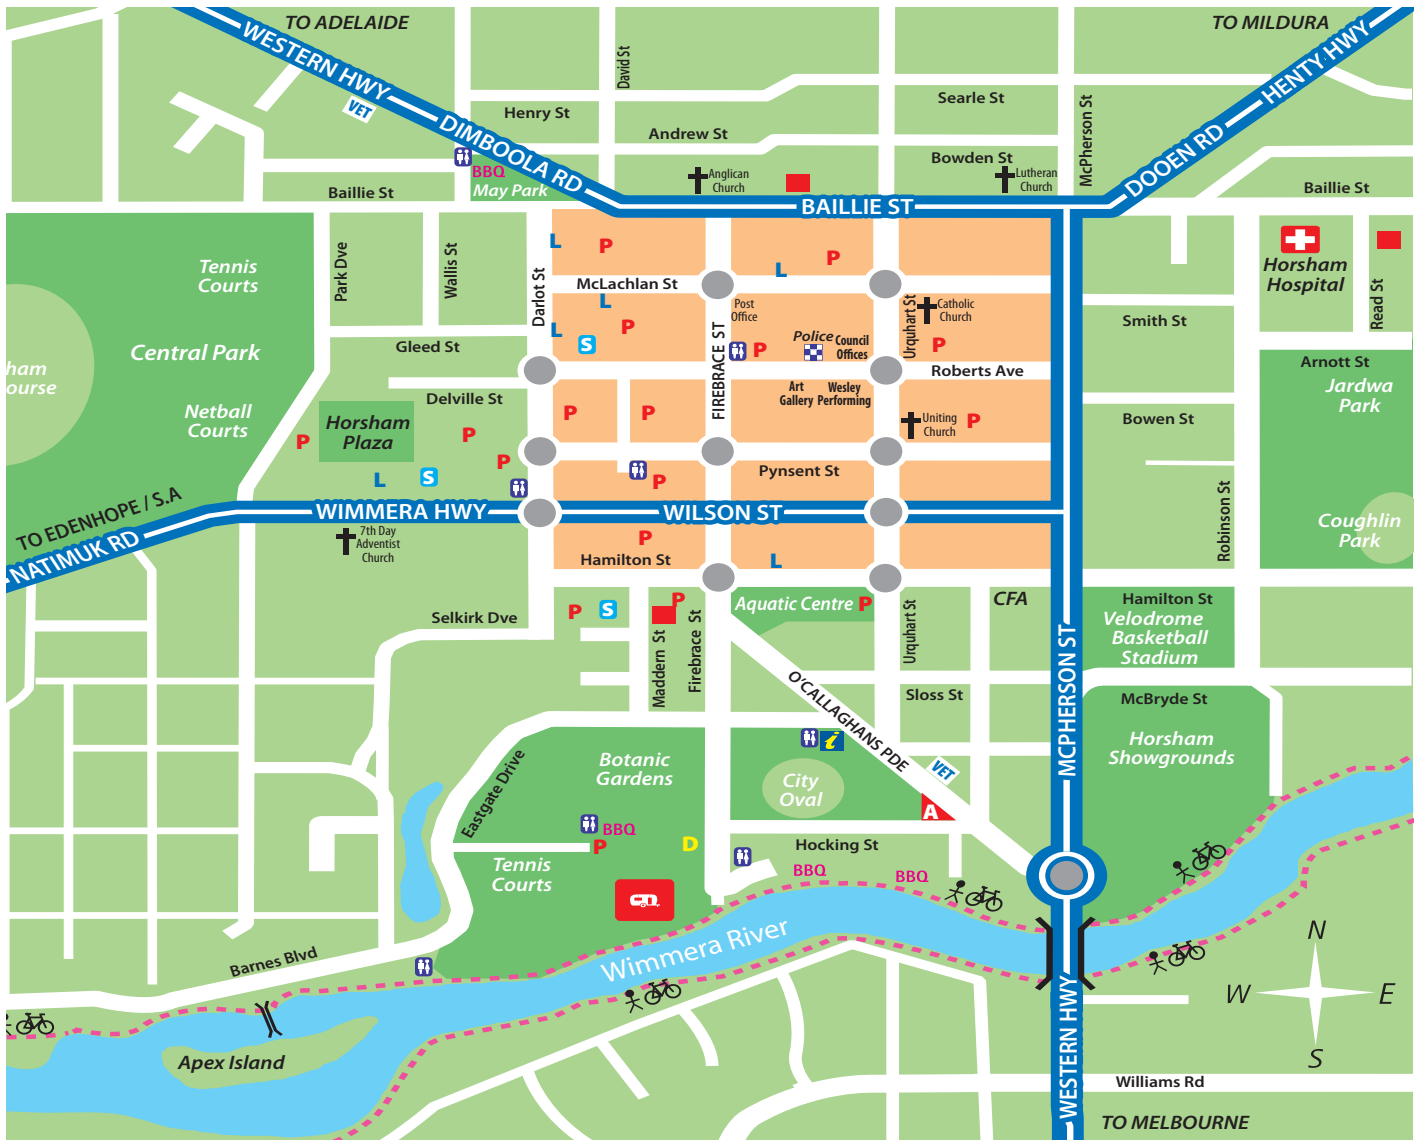 TO ADELAIDE
TO MILDURA
WESTERN HWY
HENTY HWY
David St
VET
Henry St
Searle St
McPherson St
DIMBOOLA RD
Andrew St
DOOEN RD
Bowden St
BBQ
May Park
Baillie St
Anglican
Church
Lutheran
Church
Baillie St
BAILLIE ST
L
P
P
L
Tennis
Courts
Park Dve
Wallis St
Darlot St
McLachlan St
L
Horsham
Hospital
Read St
Post
Office
Urquhart St
Catholic
Church
Smith St
L
P
S
FIREBRACE ST
P
Police
Council
Offices
P
Gleed St
Central Park
ham
ourse
Roberts Ave
Arnott St
Jardwa
Park
Delville St
Art
Gallery
Wesley
Performing
Netball
Courts
Horsham
Plaza
P
P
P
P
Uniting
Church
P
Bowen St
P
L
S
P
Pynsent St
Robinson St
TO EDENHOPE / S.A
NATIMUK RD
WIMMERA HWY
WILSON ST
Coughlin
Park
7th Day
Adventist
Church
P
Hamilton St
L
Selkirk Dve
P
S
P
Maddern St
Firebrace St
Aquatic Centre
P
Urquhart St
CFA
Hamilton St
Velodrome
Basketball
Stadium
MCPHERSON ST
O'CALLAGHANS PDE
Sloss St
McBryde St
Horsham
Showgrounds
Eastgate Drive
Botanic
Gardens
i
City
Oval
VET
A
BBQ
P
D
Hocking St
Tennis
Courts
BBQ
BBQ
Wimmera River
Barnes Blvd
N
W
E
S
WESTERN HWY
Apex Island
Williams Rd
TO MELBOURNE